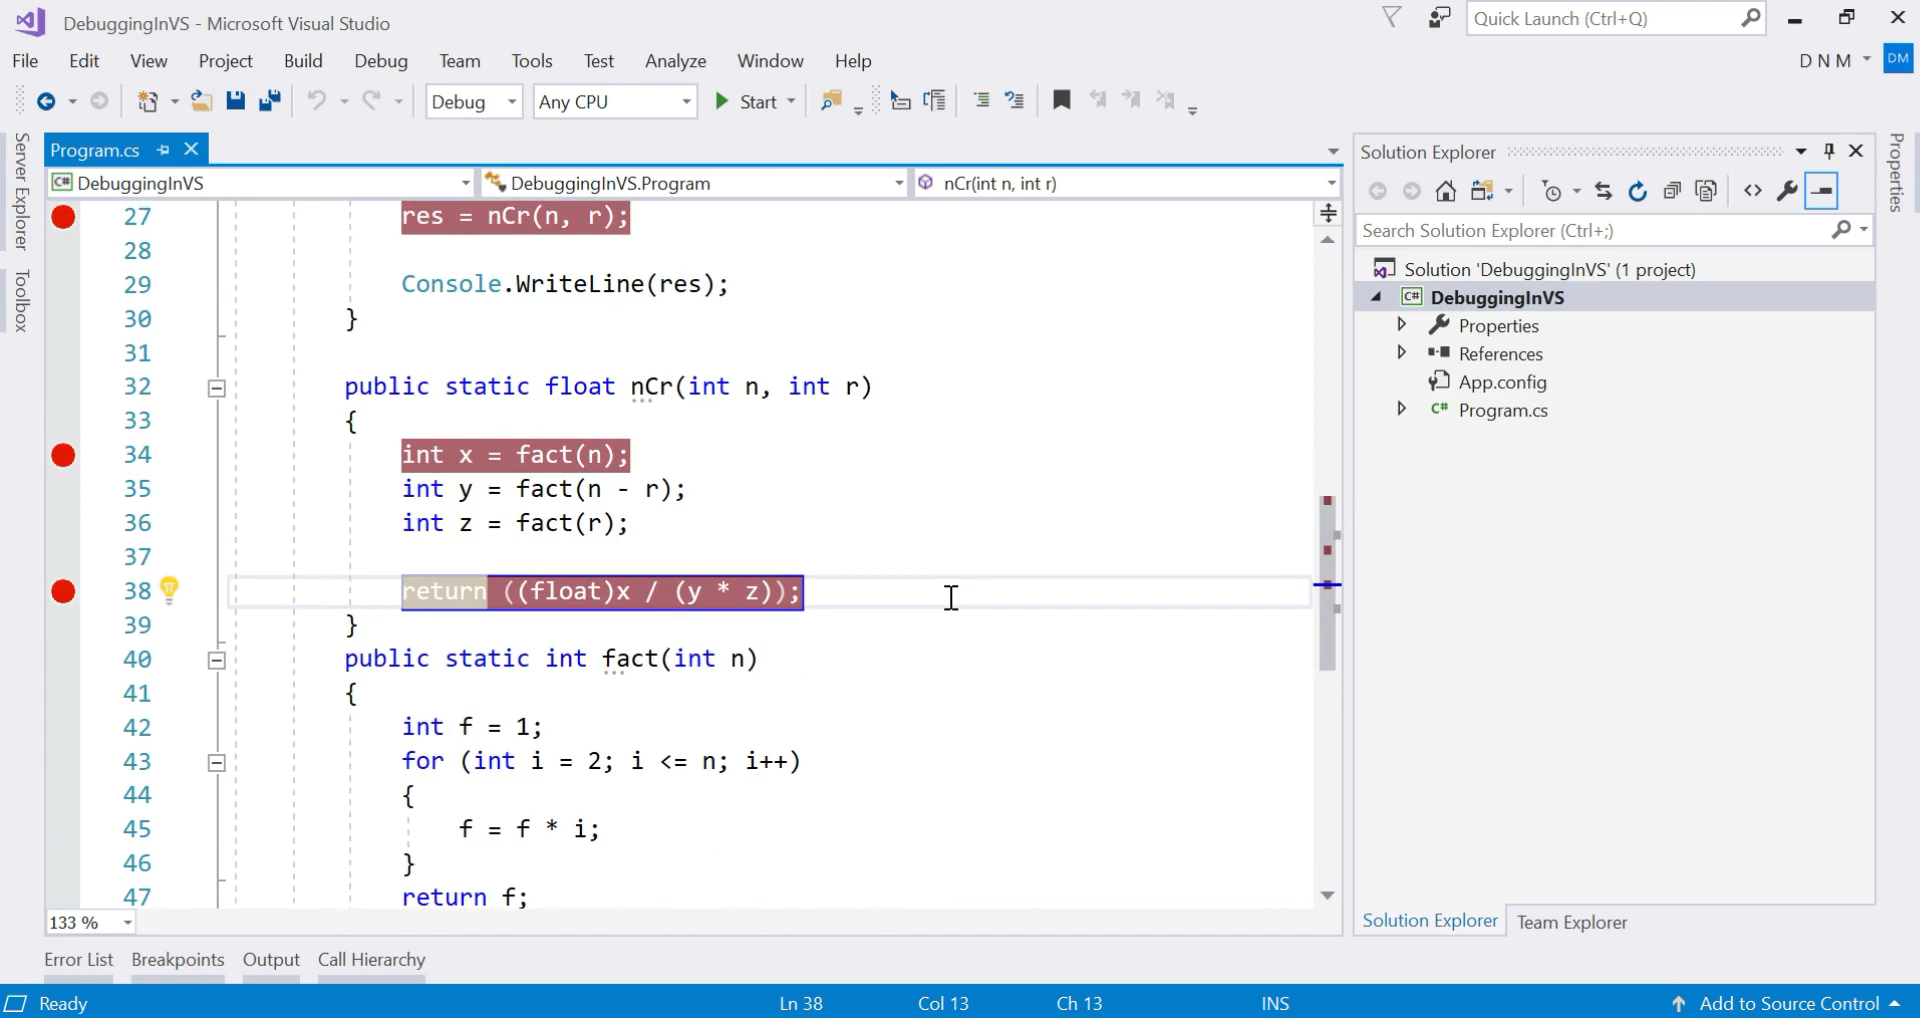 DebuggingInVS - Microsoft Visual Studio
Quick Launch (Ctrl+Q)
File Edit View Project Build Debug Team Tools Test Analyze Window Help
D N M DM
Debug Any CPU Start
Server Explorer
Toolbox
Program.cs
C# DebuggingInVS DebuggingInVS.Program nCr(int n, int r)
27 res = nCr(n, r);
28
29 Console.WriteLine(res);
30 }
31
32 public static float nCr(int n, int r)
33 {
34 int x = fact(n);
35 int y = fact(n - r);
36 int z = fact(r);
37
38 return ((float)x / (y * z));
39 }
40 public static int fact(int n)
41 {
42 int f = 1;
43 for (int i = 2; i <= n; i++)
44 {
45 f = f * i;
46 }
47 return f;
133 %
Solution Explorer
Search Solution Explorer (Ctrl+;)
Solution 'DebuggingInVS' (1 project)
C# DebuggingInVS
Properties
References
App.config
C# Program.cs
Solution Explorer Team Explorer
Properties
Error List Breakpoints Output Call Hierarchy
Ready Ln 38 Col 13 Ch 13 INS Add to Source Control